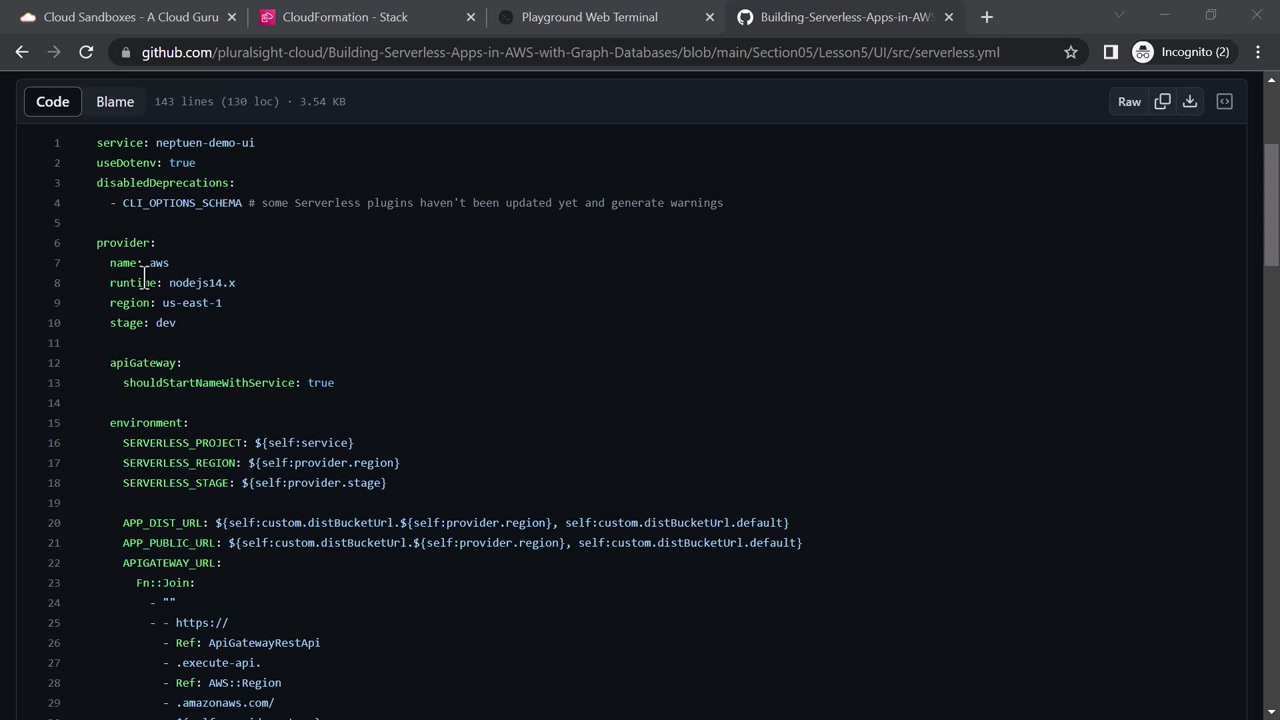 Cloud Sandboxes - A Cloud Guru
CloudFormation - Stack
Playground Web Terminal
Building-Serverless-Apps-in-AWS
github.com/pluralsight-cloud/Building-Serverless-Apps-in-AWS-with-Graph-Databases/blob/main/Section05/Lesson5/UI/src/serverless.yml
Incognito (2)
Code
Blame
143 lines (130 loc) · 3.54 KB
Raw
1 service: neptuen-demo-ui
2 useDotenv: true
3 disabledDeprecations:
4 - CLI_OPTIONS_SCHEMA # some Serverless plugins haven't been updated yet and generate warnings
5
6 provider:
7 name: aws
8 runtime: nodejs14.x
9 region: us-east-1
10 stage: dev
11
12 apiGateway:
13 shouldStartNameWithService: true
14
15 environment:
16 SERVERLESS_PROJECT: ${self:service}
17 SERVERLESS_REGION: ${self:provider.region}
18 SERVERLESS_STAGE: ${self:provider.stage}
19
20 APP_DIST_URL: ${self:custom.distBucketUrl.${self:provider.region}, self:custom.distBucketUrl.default}
21 APP_PUBLIC_URL: ${self:custom.distBucketUrl.${self:provider.region}, self:custom.distBucketUrl.default}
22 APIGATEWAY_URL:
23 Fn::Join:
24 - ""
25 - - https://
26 - Ref: ApiGatewayRestApi
27 - .execute-api.
28 - Ref: AWS::Region
29 - .amazonaws.com/